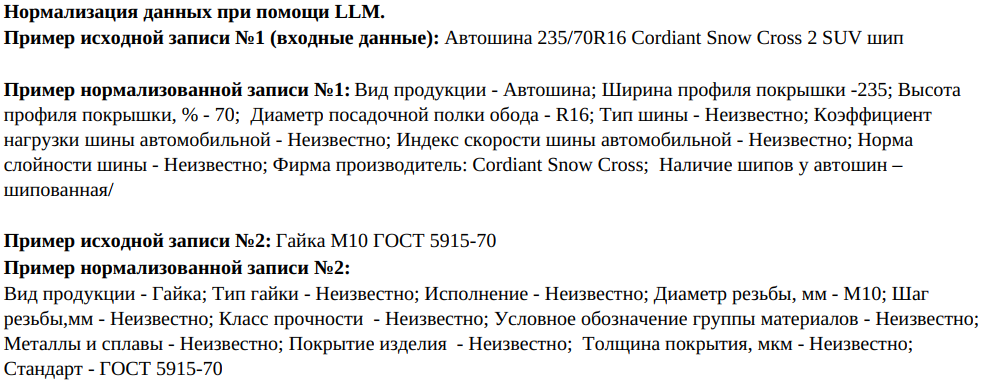 Нормализация данных при помощи LLM.
Пример исходной записи №1 (входные данные): Автошина 235/70R16 Cordiant Snow Cross 2 SUV шип
Пример нормализованной записи №1: Вид продукции - Автошина; Ширина профиля покрышки -235; Высота
профиля покрышки, % - 70;  Диаметр посадочной полки обода - R16; Тип шины - Неизвестно; Коэффициент
нагрузки шины автомобильной - Неизвестно; Индекс скорости шины автомобильной - Неизвестно; Норма
слойности шины - Неизвестно; Фирма производитель: Cordiant Snow Cross;  Наличие шипов у автошин –
шипованная/
Пример исходной записи №2: Гайка М10 ГОСТ 5915-70
Пример нормализованной записи №2:
Вид продукции - Гайка; Тип гайки - Неизвестно; Исполнение - Неизвестно; Диаметр резьбы, мм - М10; Шаг
резьбы,мм - Неизвестно; Класс прочности  - Неизвестно; Условное обозначение группы материалов - Неизвестно;
Металлы и сплавы - Неизвестно; Покрытие изделия  - Неизвестно;  Толщина покрытия, мкм - Неизвестно;
Стандарт - ГОСТ 5915-70